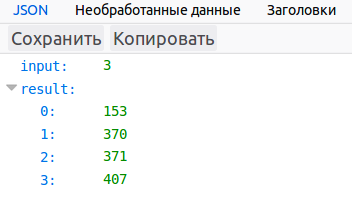 JSON Необработанные данные Заголовки
Сохранить Копировать
input: 3
result:
0: 153
1: 370
2: 371
3: 407